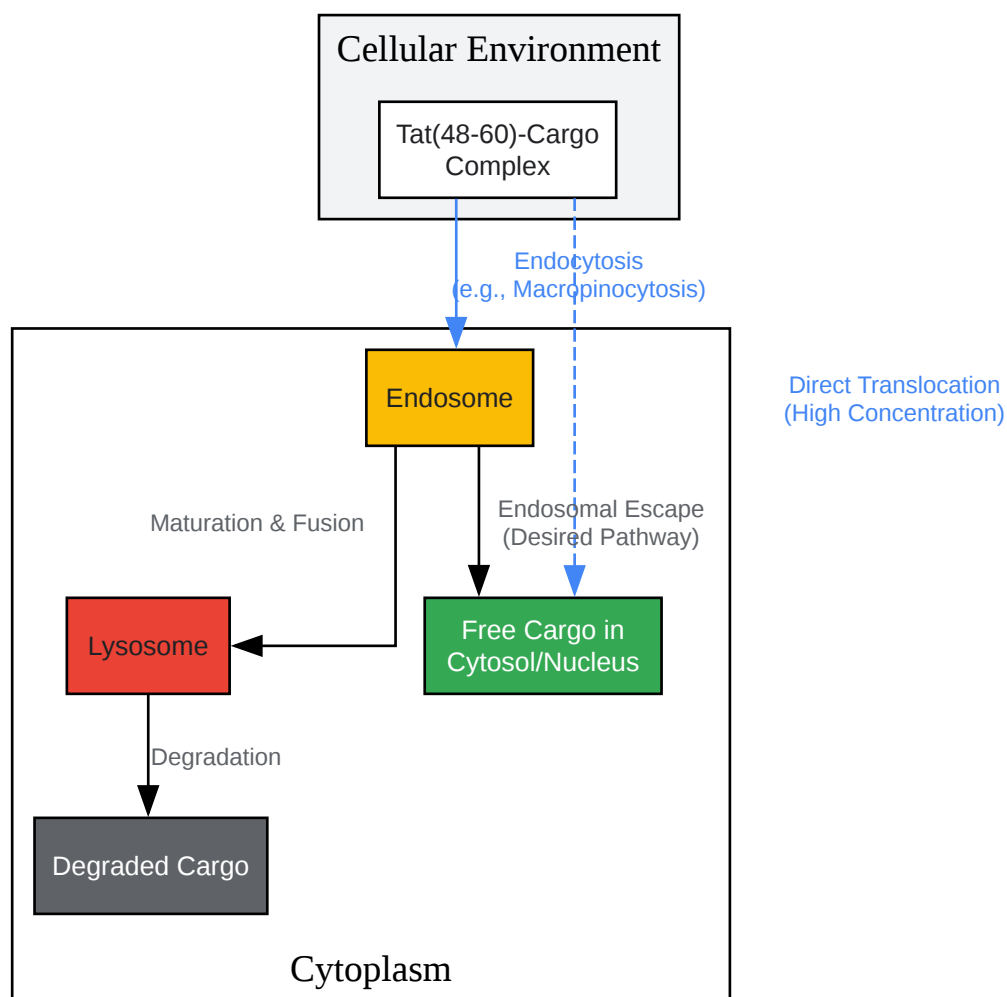 Cellular Environment
Tat(48-60)-Cargo
Complex
Endocytosis
(e.g., Macropinocytosis)
Direct Translocation
(High Concentration)
Endosome
Maturation & Fusion
Endosomal Escape
(Desired Pathway)
Lysosome
Free Cargo in
Cytosol/Nucleus
Degradation
Degraded Cargo
Cytoplasm